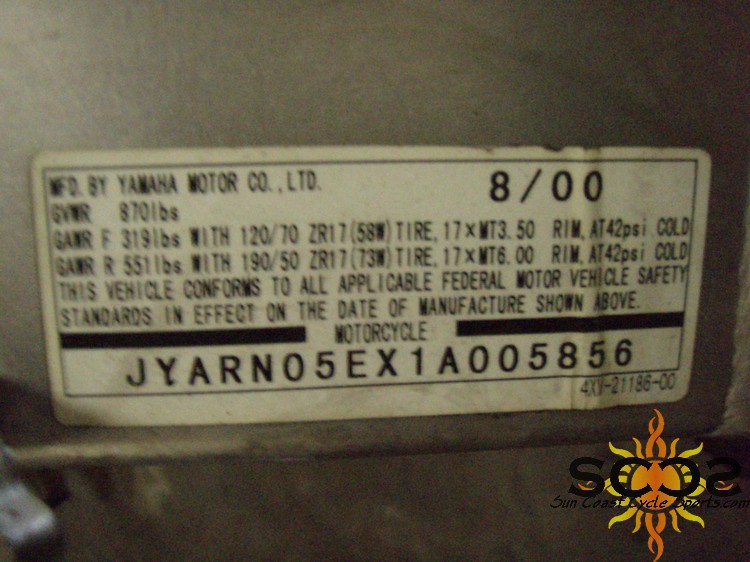 MFD. BY YAMAHA MOTOR CO., LTD. 8/00
GVWR 870lbs
GAWR F 319lbs WITH 120/70 ZR17(58W)TIRE, 17×MT3.50 RIM, AT42psi COLD
GAWR R 551lbs WITH 190/50 ZR17(73W)TIRE, 17×MT6.00 RIM, AT42psi COLD
THIS VEHICLE CONFORMS TO ALL APPLICABLE FEDERAL MOTOR VEHICLE SAFETY
STANDARDS IN EFFECT ON THE DATE OF MANUFACTURE SHOWN ABOVE.
MOTORCYCLE
JYARN05EX1A005856
4XV-21186-00
SCCS
Sun Coast Cycle Sports.com